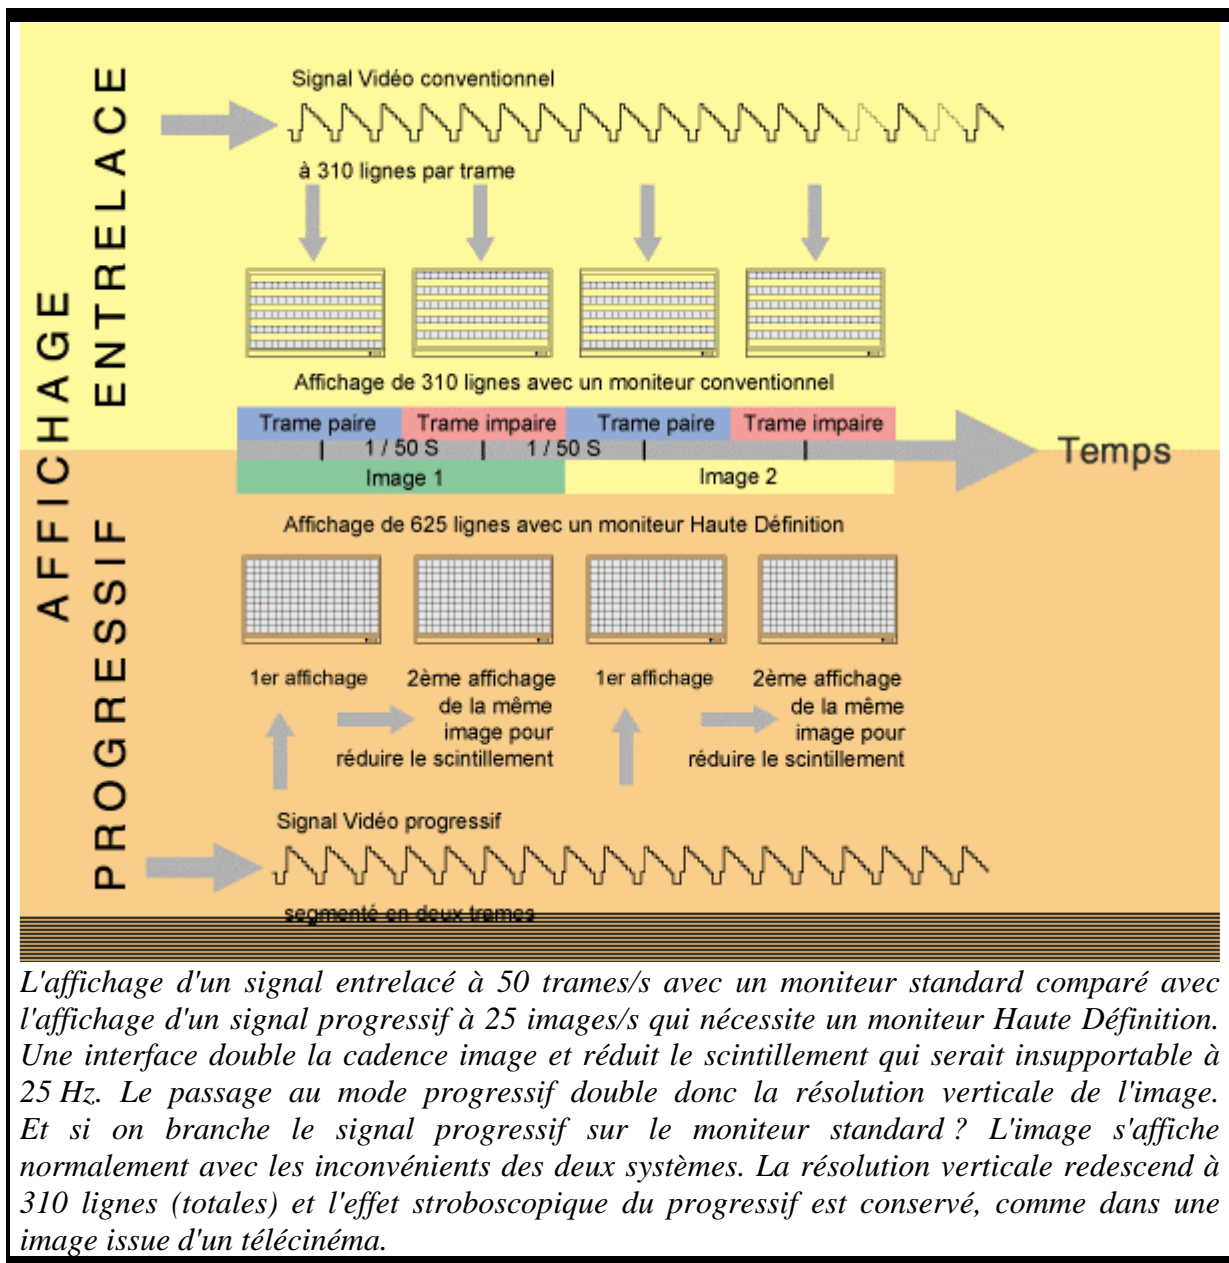 AFFICHAGE
ENTRELACE
Signal Vidéo conventionnel
à 310 lignes par trame
Affichage de 310 lignes avec un moniteur conventionnel
Trame paire Trame impaire Trame paire Trame impaire
1 / 50 S 1 / 50 S
Temps
Image 1 Image 2
PROGRESSIF
Affichage de 625 lignes avec un moniteur Haute Définition
1er affichage
2ème affichage
de la même
image pour
réduire le scintillement
1er affichage
2ème affichage
de la même
image pour
réduire le scintillement
Signal Vidéo progressif
segmenté en deux trames
L'affichage d'un signal entrelacé à 50 trames/s avec un moniteur standard comparé avec
l'affichage d'un signal progressif à 25 images/s qui nécessite un moniteur Haute Définition.
Une interface double la cadence image et réduit le scintillement qui serait insupportable à
25 Hz. Le passage au mode progressif double donc la résolution verticale de l'image.
Et si on branche le signal progressif sur le moniteur standard ? L'image s'affiche
normalement avec les inconvénients des deux systèmes. La résolution verticale redescend à
310 lignes (totales) et l'effet stroboscopique du progressif est conservé, comme dans une
image issue d'un télécinéma.